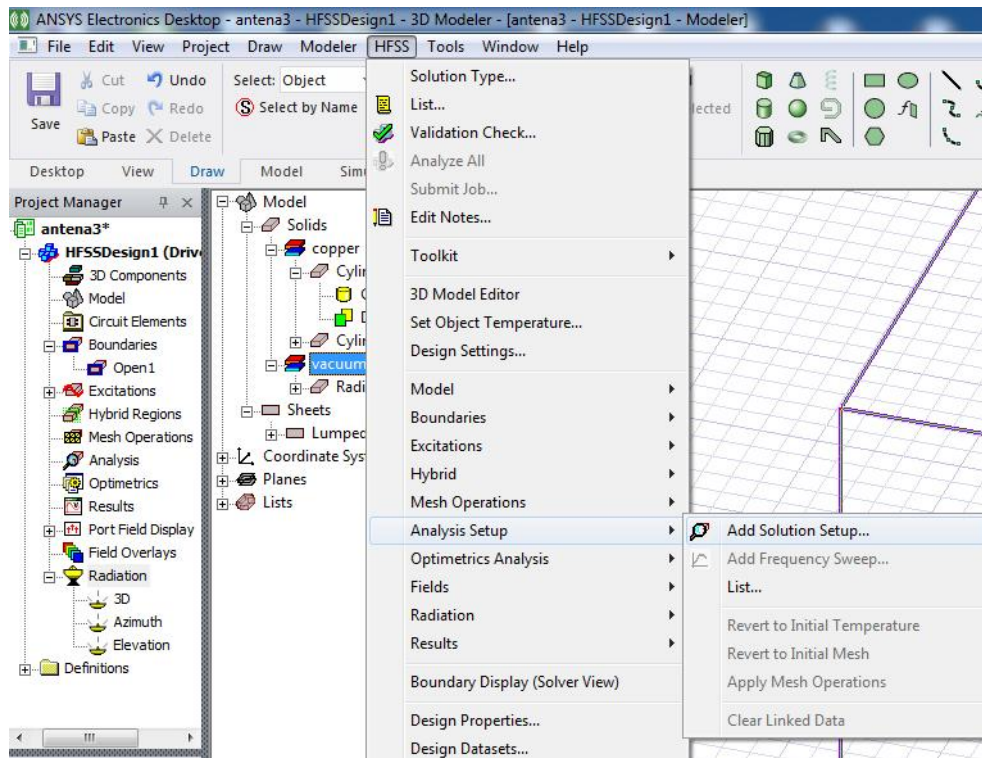 ANSYS Electronics Desktop - antena3 - HFSSDesign1 - 3D Modeler - [antena3 - HFSSDesign1 - Modeler]
File Edit View Project Draw Modeler HFSS Tools Window Help
Save
Cut
Copy
Paste
Undo
Redo
Delete
Select: Object
Select by Name
Desktop View Draw Model
Project Manager
antena3*
HFSSDesign1
3D Components
Model
Circuit Elements
Boundaries
Open1
Excitations
Hybrid Regions
Mesh Operations
Analysis
Optimetrics
Results
Port Field Display
Field Overlays
Radiation
3D
Azimuth
Elevation
Definitions
Model
Solids
copper
vacuum
Sheets
Lumped
Coordinate Sys
Planes
Lists
Solution Type...
List...
Validation Check...
Analyze All
Submit Job...
Edit Notes...
Toolkit
3D Model Editor
Set Object Temperature...
Design Settings...
Model
Boundaries
Excitations
Hybrid
Mesh Operations
Analysis Setup
Optimetrics Analysis
Fields
Radiation
Results
Boundary Display (Solver View)
Design Properties...
Design Datasets...
Add Solution Setup...
Add Frequency Sweep...
List...
Revert to Initial Temperature
Revert to Initial Mesh
Apply Mesh Operations
Clear Linked Data